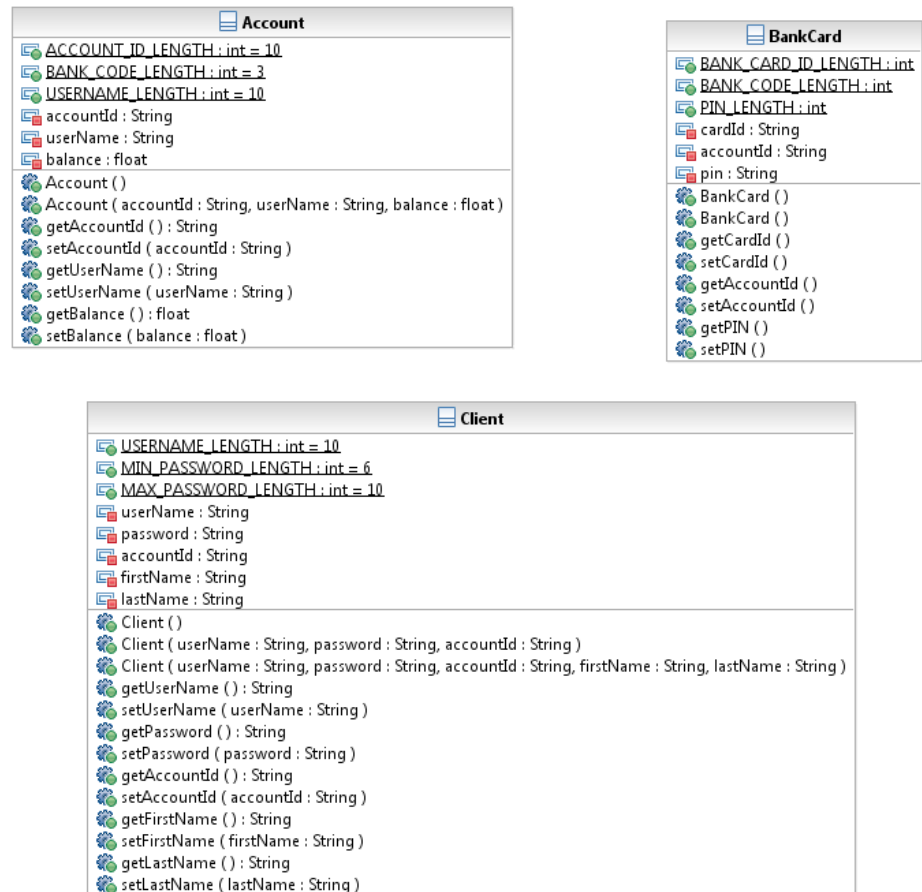 Account
ACCOUNT_ID_LENGTH : int = 10
BANK_CODE_LENGTH : int = 3
USERNAME_LENGTH : int = 10
accountId : String
userName : String
balance : float
Account ( )
Account ( accountId : String, userName : String, balance : float )
getAccountId ( ) : String
setAccountId ( accountId : String )
getUserName ( ) : String
setUserName ( userName : String )
getBalance ( ) : float
setBalance ( balance : float )
BankCard
BANK_CARD_ID_LENGTH : int
BANK_CODE_LENGTH : int
PIN_LENGTH : int
cardId : String
accountId : String
pin : String
BankCard ( )
BankCard ( )
getCardId ( )
setCardId ( )
getAccountId ( )
setAccountId ( )
getPIN ( )
setPIN ( )
Client
USERNAME_LENGTH : int = 10
MIN_PASSWORD_LENGTH : int = 6
MAX_PASSWORD_LENGTH : int = 10
userName : String
password : String
accountId : String
firstName : String
lastName : String
Client ( )
Client ( userName : String, password : String, accountId : String )
Client ( userName : String, password : String, accountId : String, firstName : String, lastName : String )
getUserName ( ) : String
setUserName ( userName : String )
getPassword ( ) : String
setPassword ( password : String )
getAccountId ( ) : String
setAccountId ( accountId : String )
getFirstName ( ) : String
setFirstName ( firstName : String )
getLastName ( ) : String
setLastName ( lastName : String )